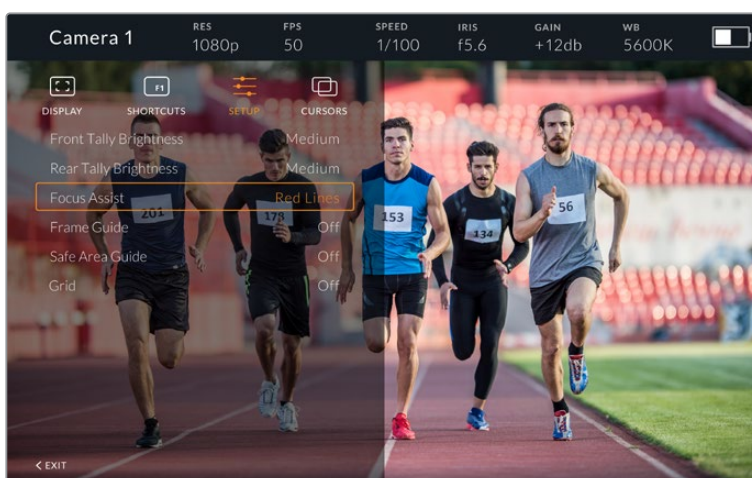 Camera 1
RES
1080p
FPS
50
SPEED
1/100
IRIS
f5.6
GAIN
+12db
WB
5600K
DISPLAY
F1
SHORTCUTS
SETUP
CURSORS
Front Tally Brightness Medium
Rear Tally Brightness Medium
Focus Assist Red Lines
Frame Guide Off
Safe Area Guide Off
Grid Off
201
178
153
134
56
< EXIT